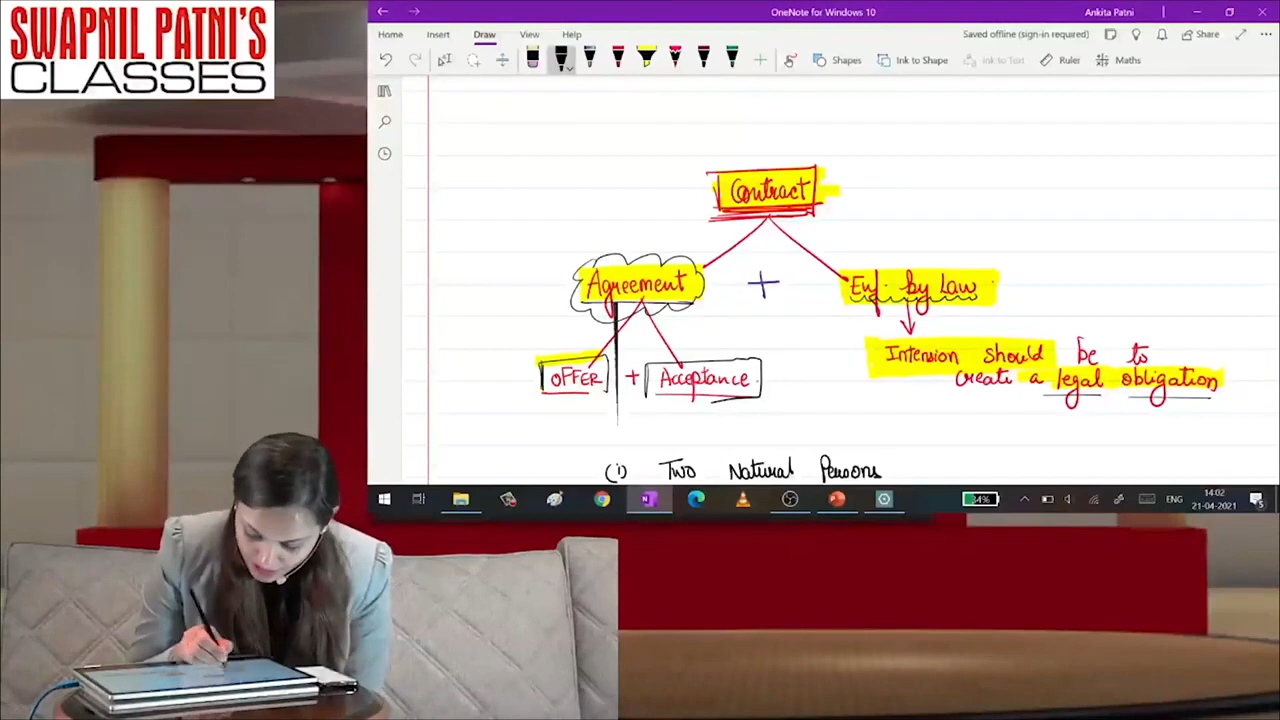 SWAPNIL PATNI'S
CLASSES
OneNote for Windows 10
Ankita Patni
Home Insert Draw View Help
Saved offline (sign-in required)
Share
Shapes
Ink to Shape
Ink to Text
Ruler
Maths
Contract
Agreement + Enf. by Law
Intension should be to
create a legal obligation
OFFER + Acceptance
(i) Two Natural Persons
34%
ENG
14:02
21-04-2021
5